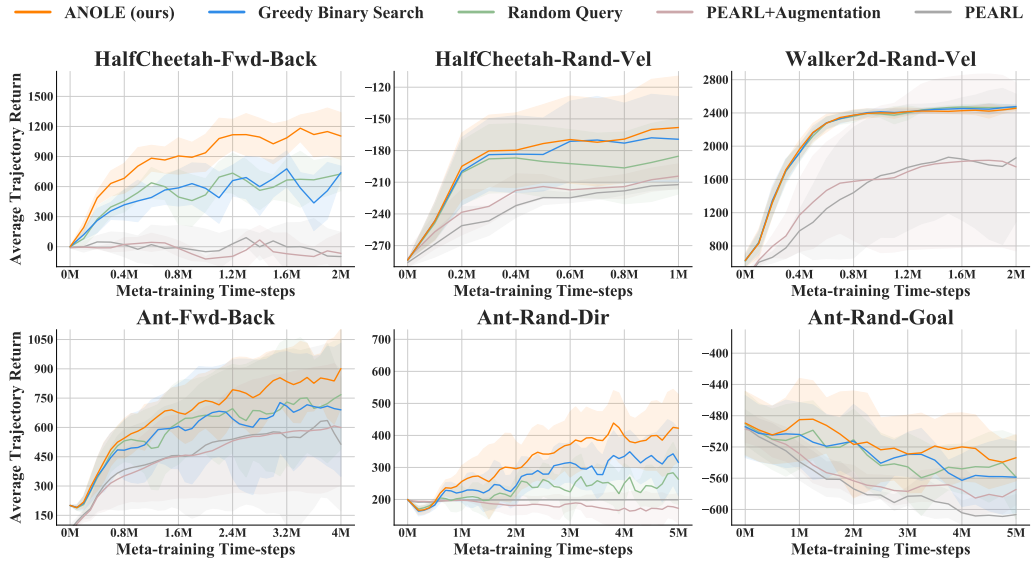 ANOLE (ours) Greedy Binary Search Random Query PEARL+Augmentation PEARL
HalfCheetah-Fwd-Back
Average Trajectory Return
1500
1200
900
600
300
0
0M 0.4M 0.8M 1.2M 1.6M 2M
Meta-training Time-steps
HalfCheetah-Rand-Vel
−120
−150
−180
−210
−240
−270
0M 0.2M 0.4M 0.6M 0.8M 1M
Meta-training Time-steps
Walker2d-Rand-Vel
2800
2400
2000
1600
1200
800
0M 0.4M 0.8M 1.2M 1.6M 2M
Meta-training Time-steps
Ant-Fwd-Back
Average Trajectory Return
1050
900
750
600
450
300
150
0M 0.8M 1.6M 2.4M 3.2M 4M
Meta-training Time-steps
Ant-Rand-Dir
700
600
500
400
300
200
0M 1M 2M 3M 4M 5M
Meta-training Time-steps
Ant-Rand-Goal
−400
−440
−480
−520
−560
−600
0M 1M 2M 3M 4M 5M
Meta-training Time-steps